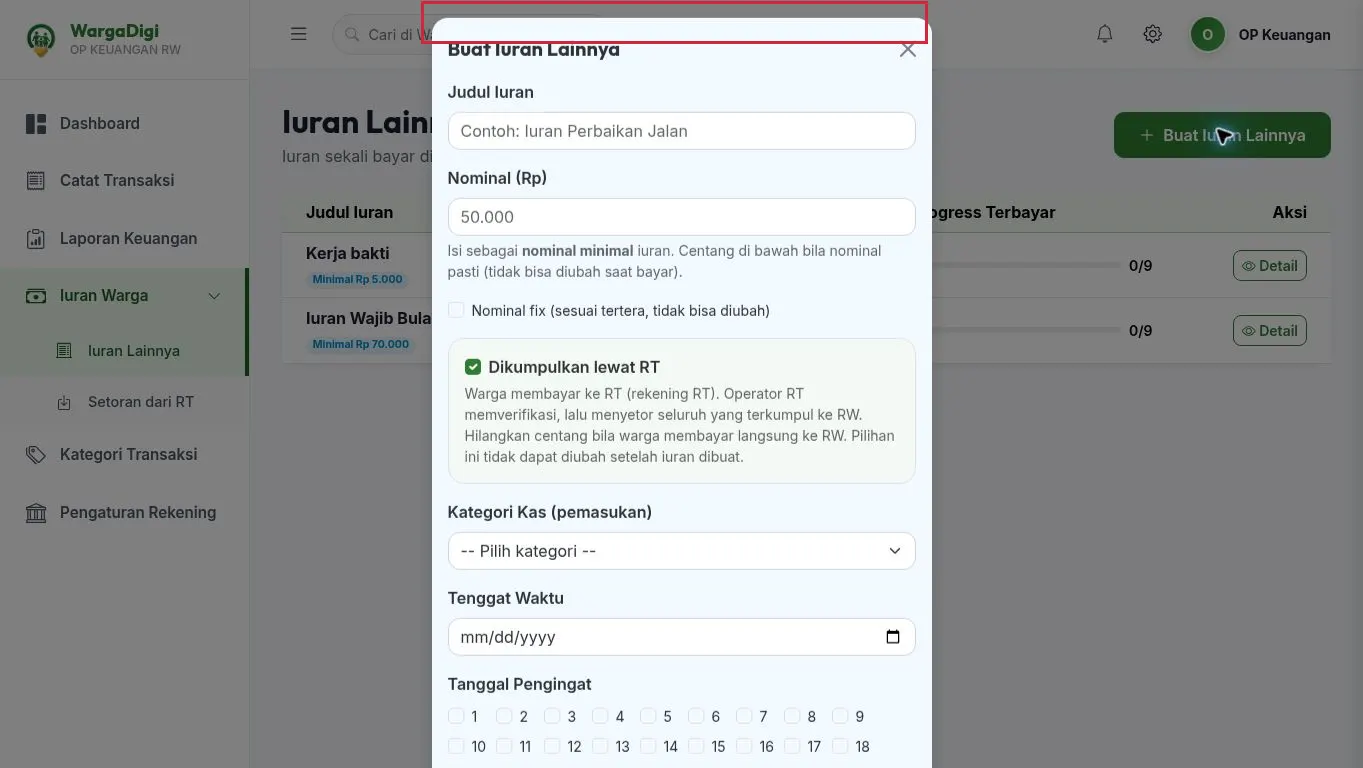 WargaDigi
OP KEUANGAN RW
Cari di Wa
OP Keuangan
O
Dashboard
Catat Transaksi
Laporan Keuangan
Iuran Warga
Iuran Lainnya
Setoran dari RT
Kategori Transaksi
Pengaturan Rekening
Iuran Lain
Iuran sekali bayar di
+ Buat Iuran Lainnya
Judul Iuran
ogress Terbayar
Aksi
Kerja bakti
Minimal Rp 5.000
0/9
Detail
Iuran Wajib Bula
Minimal Rp 70.000
0/9
Detail
Buat Iuran Lainnya
Judul Iuran
Contoh: Iuran Perbaikan Jalan
Nominal (Rp)
50.000
Isi sebagai nominal minimal iuran. Centang di bawah bila nominal
pasti (tidak bisa diubah saat bayar).
Nominal fix (sesuai tertera, tidak bisa diubah)
Dikumpulkan lewat RT
Warga membayar ke RT (rekening RT). Operator RT
memverifikasi, lalu menyetor seluruh yang terkumpul ke RW.
Hilangkan centang bila warga membayar langsung ke RW. Pilihan
ini tidak dapat diubah setelah iuran dibuat.
Kategori Kas (pemasukan)
-- Pilih kategori --
Tenggat Waktu
mm/dd/yyyy
Tanggal Pengingat
1 2 3 4 5 6 7 8 9
10 11 12 13 14 15 16 17 18